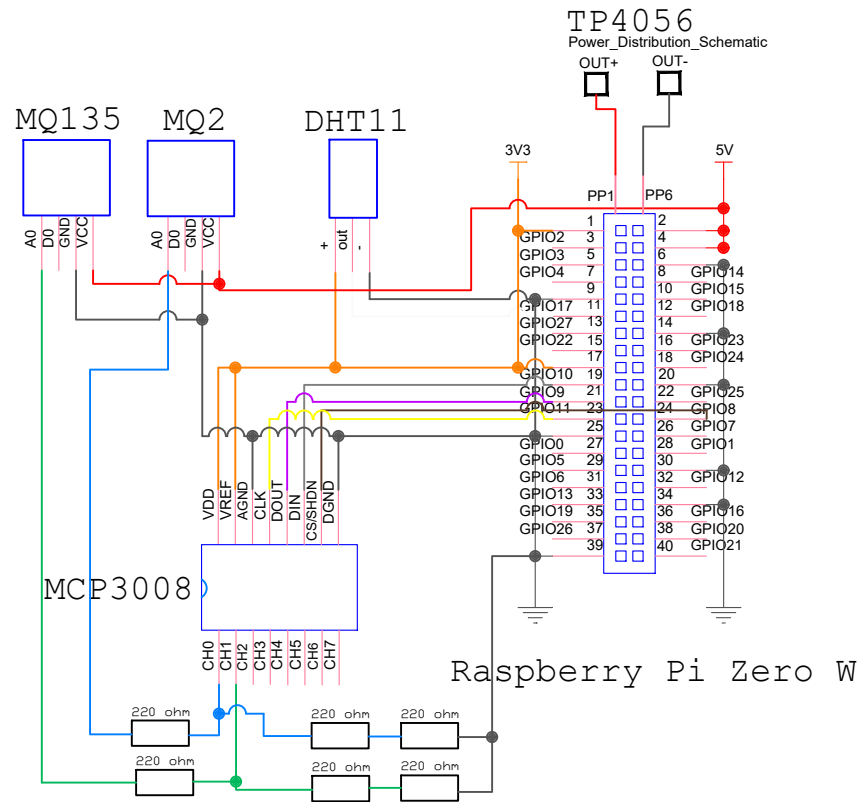 TP4056
Power_Distribution_Schematic
OUT+ OUT-
MQ135 MQ2 DHT11
3V3 5V
PP1 PP6
A0 D0 GND VCC
A0 D0 GND VCC
+ out -
1 2
GPIO2 3 4
GPIO3 5 6
GPIO4 7 8 GPIO14
9 10 GPIO15
GPIO17 11 12 GPIO18
GPIO27 13 14
GPIO22 15 16 GPIO23
17 18 GPIO24
GPIO10 19 20
GPIO9 21 22 GPIO25
GPIO11 23 24 GPIO8
25 26 GPIO7
GPIO0 27 28 GPIO1
GPIO5 29 30
GPIO6 31 32 GPIO12
GPIO13 33 34
GPIO19 35 36 GPIO16
GPIO26 37 38 GPIO20
39 40 GPIO21
VDD VREF AGND CLK DOUT DIN CS/SHDN DGND
MCP3008
CH0 CH1 CH2 CH3 CH4 CH5 CH6 CH7
Raspberry Pi Zero W
220 ohm 220 ohm 220 ohm
220 ohm 220 ohm 220 ohm